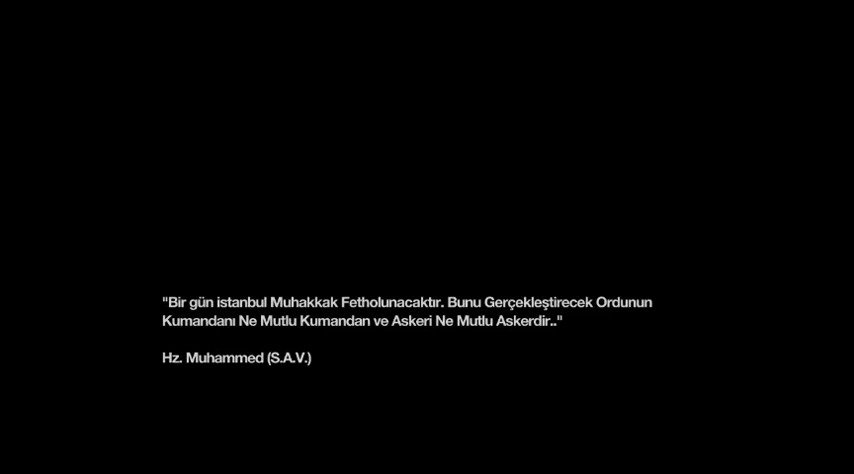 "Bir gün istanbul Muhakkak Fetholunacaktır. Bunu Gerçekleştirecek Ordunun
Kumandanı Ne Mutlu Kumandan ve Askeri Ne Mutlu Askerdir.."
Hz. Muhammed (S.A.V.)